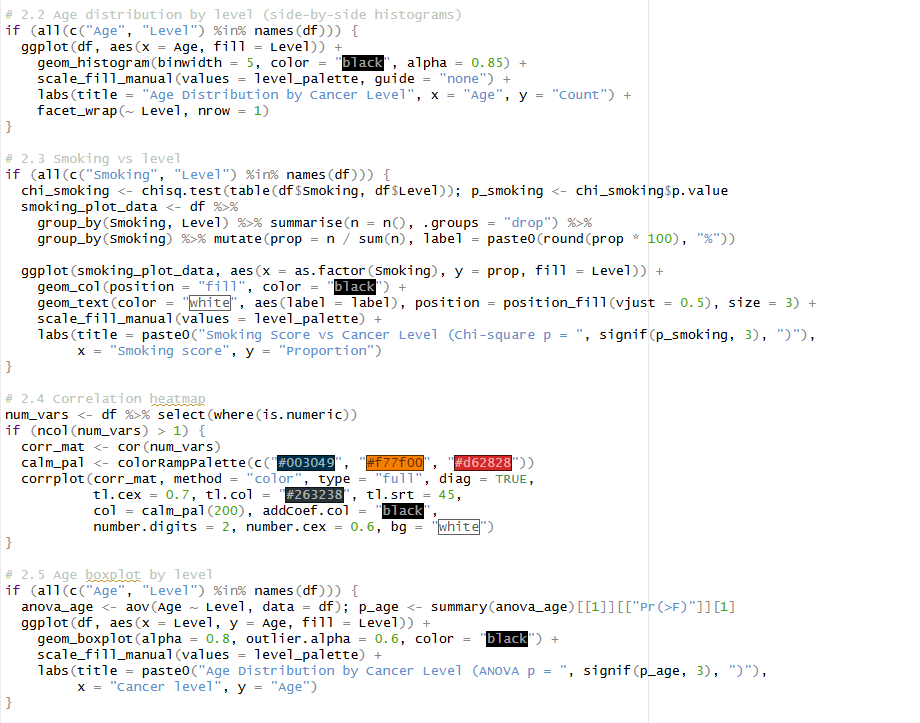 # 2.2 Age distribution by level (side-by-side histograms)
if (all(c("Age", "Level") %in% names(df))) {
  ggplot(df, aes(x = Age, fill = Level)) +
    geom_histogram(binwidth = 5, color = "black", alpha = 0.85) +
    scale_fill_manual(values = level_palette, guide = "none") +
    labs(title = "Age Distribution by Cancer Level", x = "Age", y = "Count") +
    facet_wrap(~ Level, nrow = 1)
}

# 2.3 Smoking vs level
if (all(c("Smoking", "Level") %in% names(df))) {
  chi_smoking <- chisq.test(table(df$Smoking, df$Level)); p_smoking <- chi_smoking$p.value
  smoking_plot_data <- df %>%
    group_by(Smoking, Level) %>% summarise(n = n(), .groups = "drop") %>%
    group_by(Smoking) %>% mutate(prop = n / sum(n), label = paste0(round(prop * 100), "%"))

  ggplot(smoking_plot_data, aes(x = as.factor(Smoking), y = prop, fill = Level)) +
    geom_col(position = "fill", color = "black") +
    geom_text(color = "white", aes(label = label), position = position_fill(vjust = 0.5), size = 3) +
    scale_fill_manual(values = level_palette) +
    labs(title = paste0("Smoking Score vs Cancer Level (Chi-square p = ", signif(p_smoking, 3), ")"),
         x = "Smoking score", y = "Proportion")
}

# 2.4 Correlation heatmap
num_vars <- df %>% select(where(is.numeric))
if (ncol(num_vars) > 1) {
  corr_mat <- cor(num_vars)
  calm_pal <- colorRampPalette(c("#003049", "#f77f00", "#d62828"))
  corrplot(corr_mat, method = "color", type = "full", diag = TRUE,
           tl.cex = 0.7, tl.col = "#263238", tl.srt = 45,
           col = calm_pal(200), addCoef.col = "black",
           number.digits = 2, number.cex = 0.6, bg = "white")
}

# 2.5 Age boxplot by level
if (all(c("Age", "Level") %in% names(df))) {
  anova_age <- aov(Age ~ Level, data = df); p_age <- summary(anova_age)[[1]][["Pr(>F)"]][1]
  ggplot(df, aes(x = Level, y = Age, fill = Level)) +
    geom_boxplot(alpha = 0.8, outlier.alpha = 0.6, color = "black") +
    scale_fill_manual(values = level_palette) +
    labs(title = paste0("Age Distribution by Cancer Level (ANOVA p = ", signif(p_age, 3), ")"),
         x = "Cancer level", y = "Age")
}